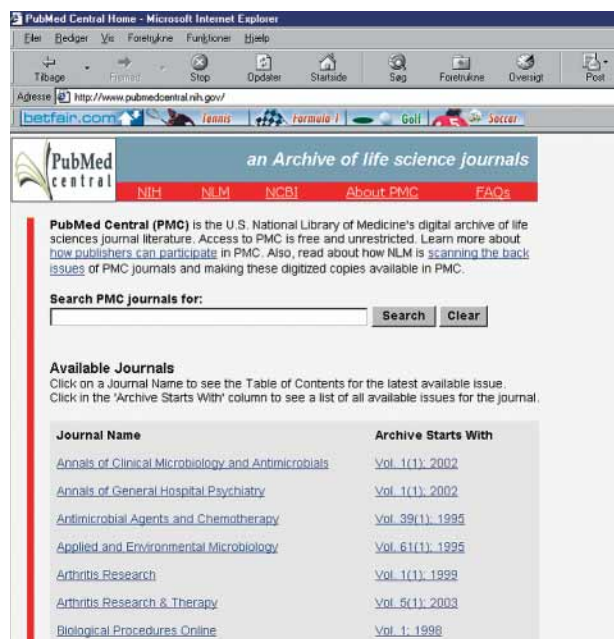 PubMed Central Home - Microsoft Internet Explorer
Filer Rediger Vis Foretrukne Funktioner Hjælp
Tilbage Fremad Stop Opdater Startside Søg Foretrukne Oversigt Post
Adresse http://www.pubmedcentral.nih.gov/
betfair.com Tennis Formula 1 Golf Soccer
PubMed central
an Archive of life science journals
NIH NLM NCBI About PMC FAQs
PubMed Central (PMC) is the U.S. National Library of Medicine's digital archive of life
sciences journal literature. Access to PMC is free and unrestricted. Learn more about
how publishers can participate in PMC. Also, read about how NLM is scanning the back
issues of PMC journals and making these digitized copies available in PMC.
Search PMC journals for:
Search Clear
Available Journals
Click on a Journal Name to see the Table of Contents for the latest available issue.
Click in the 'Archive Starts With' column to see a list of all available issues for the journal.
Journal Name Archive Starts With
Annals of Clinical Microbiology and Antimicrobials Vol. 1(1); 2002
Annals of General Hospital Psychiatry Vol. 1(1); 2002
Antimicrobial Agents and Chemotherapy Vol. 39(1); 1995
Applied and Environmental Microbiology Vol. 61(1); 1995
Arthritis Research Vol. 1(1); 1999
Arthritis Research & Therapy Vol. 5(1); 2003
Biological Procedures Online Vol. 1; 1998